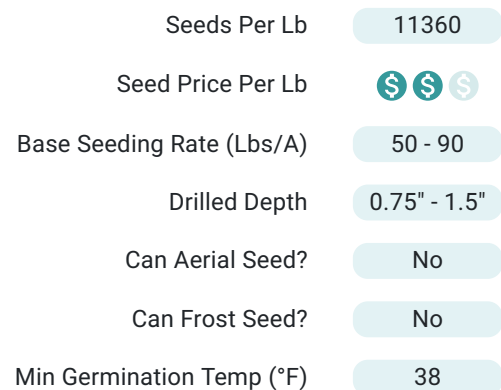 Seeds Per Lb 11360
Seed Price Per Lb $ $ $
Base Seeding Rate (Lbs/A) 50 - 90
Drilled Depth 0.75" - 1.5"
Can Aerial Seed? No
Can Frost Seed? No
Min Germination Temp (°F) 38